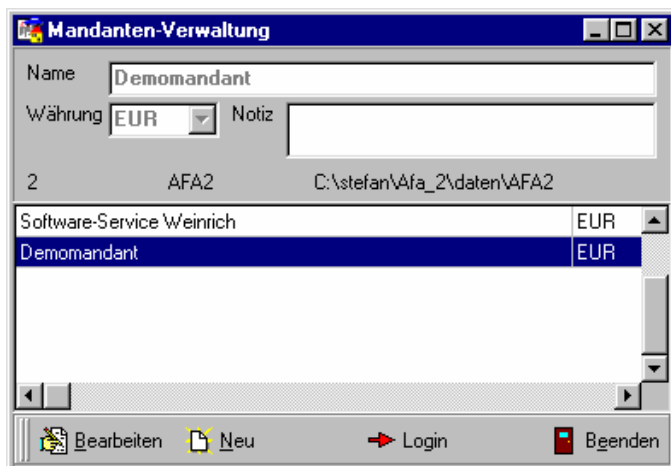 Mandanten-Verwaltung
Name Demomandant
Währung EUR Notiz
2 AFA2 C:\stefan\Afa_2\daten\AFA2
Software-Service Weinrich EUR
Demomandant EUR
Bearbeiten Neu Login Beenden